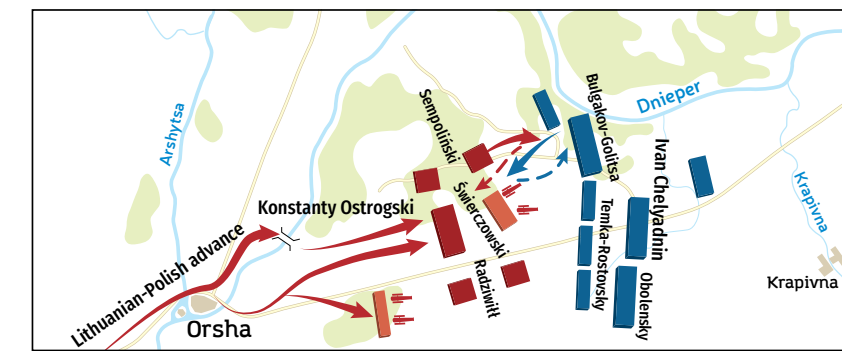 Arshytsa
Sempoliński
Bulgakov-Golitsa
Dnieper
Ivan Chelyadnin
Konstanty Ostrogski
Świerczowski
Temka-Rostovsky
Krapivna
Lithuanian-Polish advance
Radziwiłł
Obolensky
Krapivna
Orsha